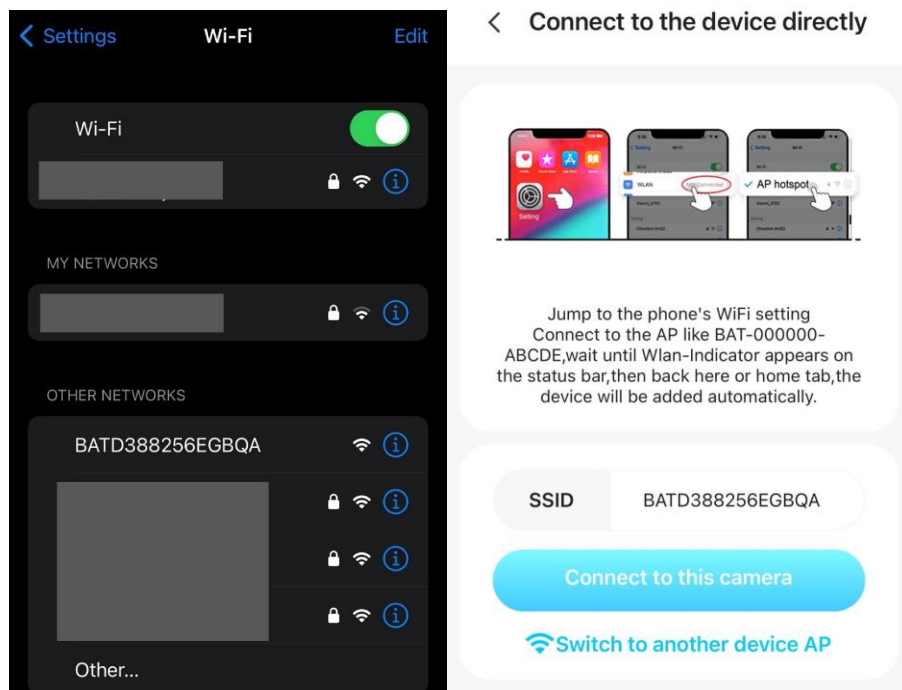 Settings
Wi-Fi
Edit
Wi-Fi
MY NETWORKS
OTHER NETWORKS
BATD388256EGBQA
Other...
Connect to the device directly
Setting
WLAN
AP hotspot
Jump to the phone's WiFi setting
Connect to the AP like BAT-000000-
ABCDE,wait until Wlan-Indicator appears on
the status bar,then back here or home tab,the
device will be added automatically.
SSID
BATD388256EGBQA
Connect to this camera
Switch to another device AP